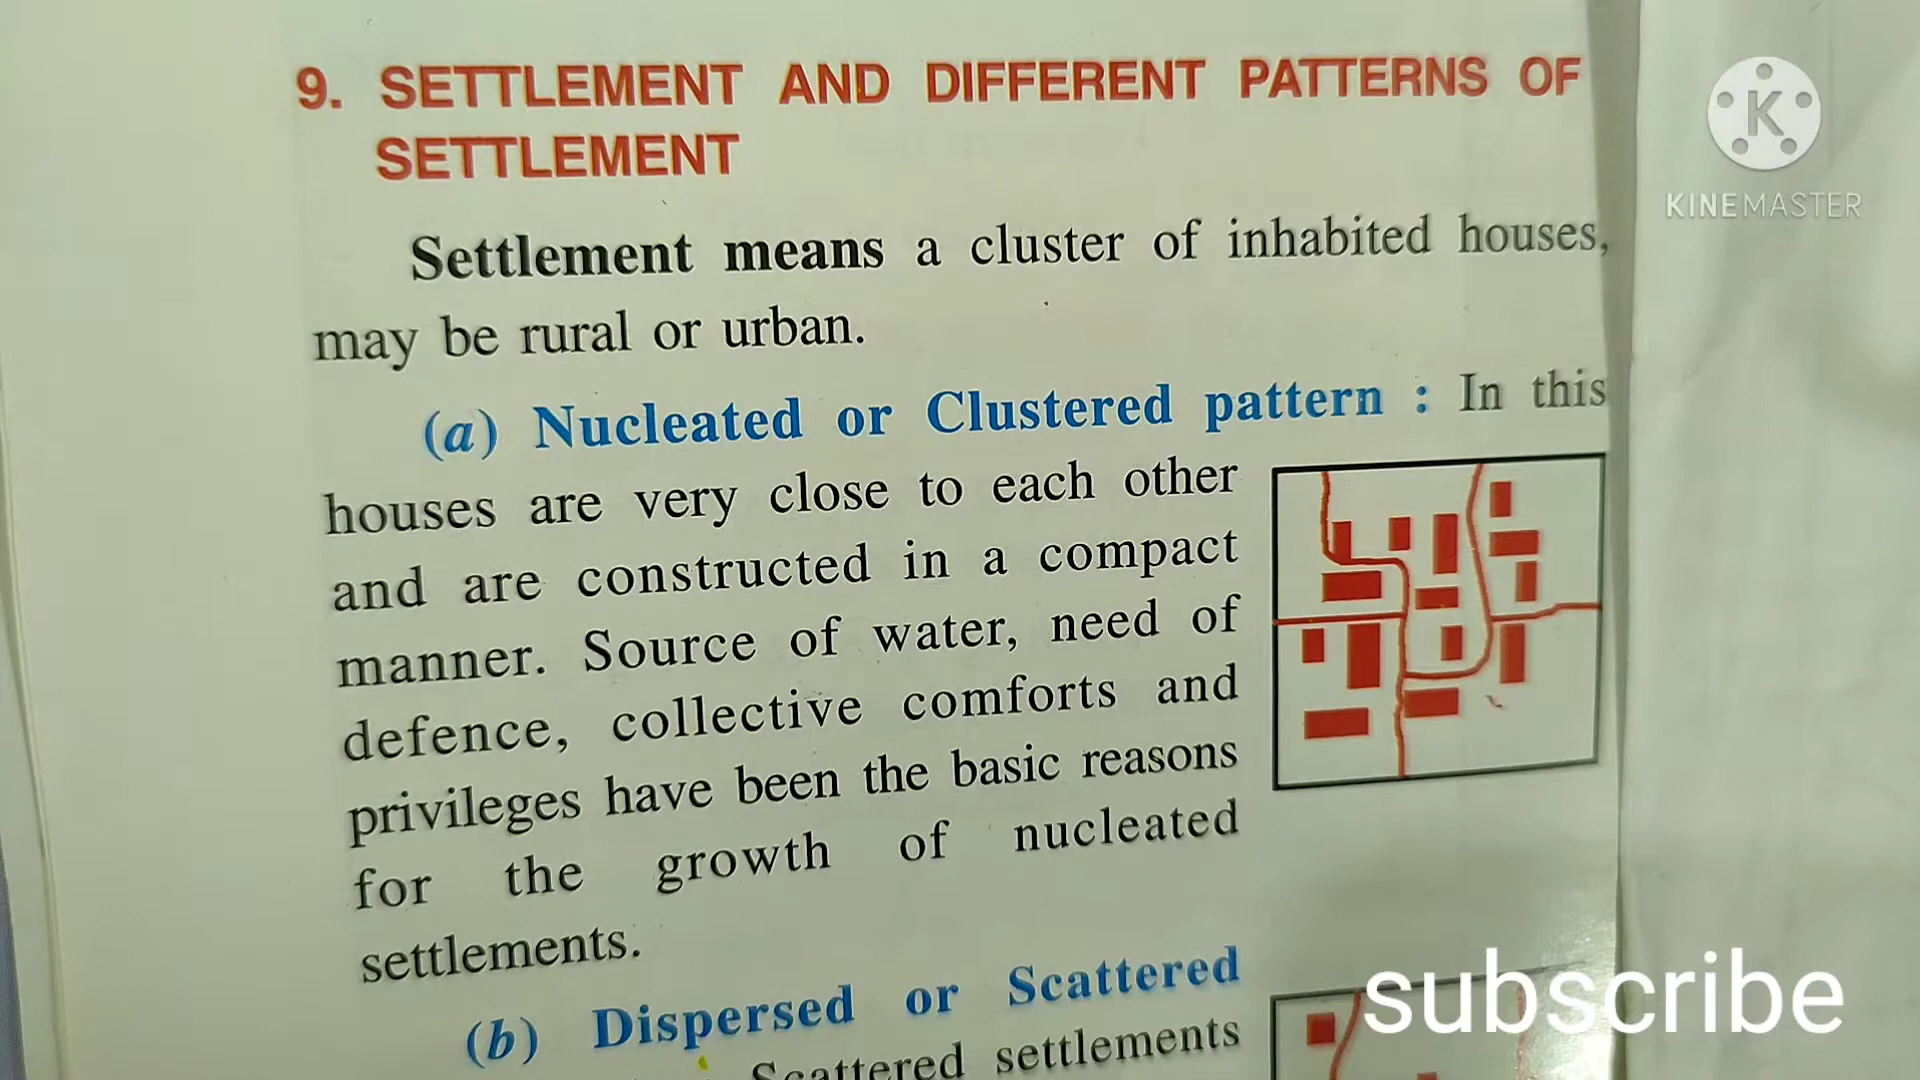 9. SETTLEMENT AND DIFFERENT PATTERNS OF
SETTLEMENT
Settlement means a cluster of inhabited houses,
may be rural or urban.
(a) Nucleated or Clustered pattern : In this
houses are very close to each other
and are constructed in a compact
manner. Source of water, need of
defence, collective comforts and
privileges have been the basic reasons
for the growth of nucleated
settlements.
(b) Dispersed or Scattered
Scattered settlements
K
KINEMASTER
subscribe